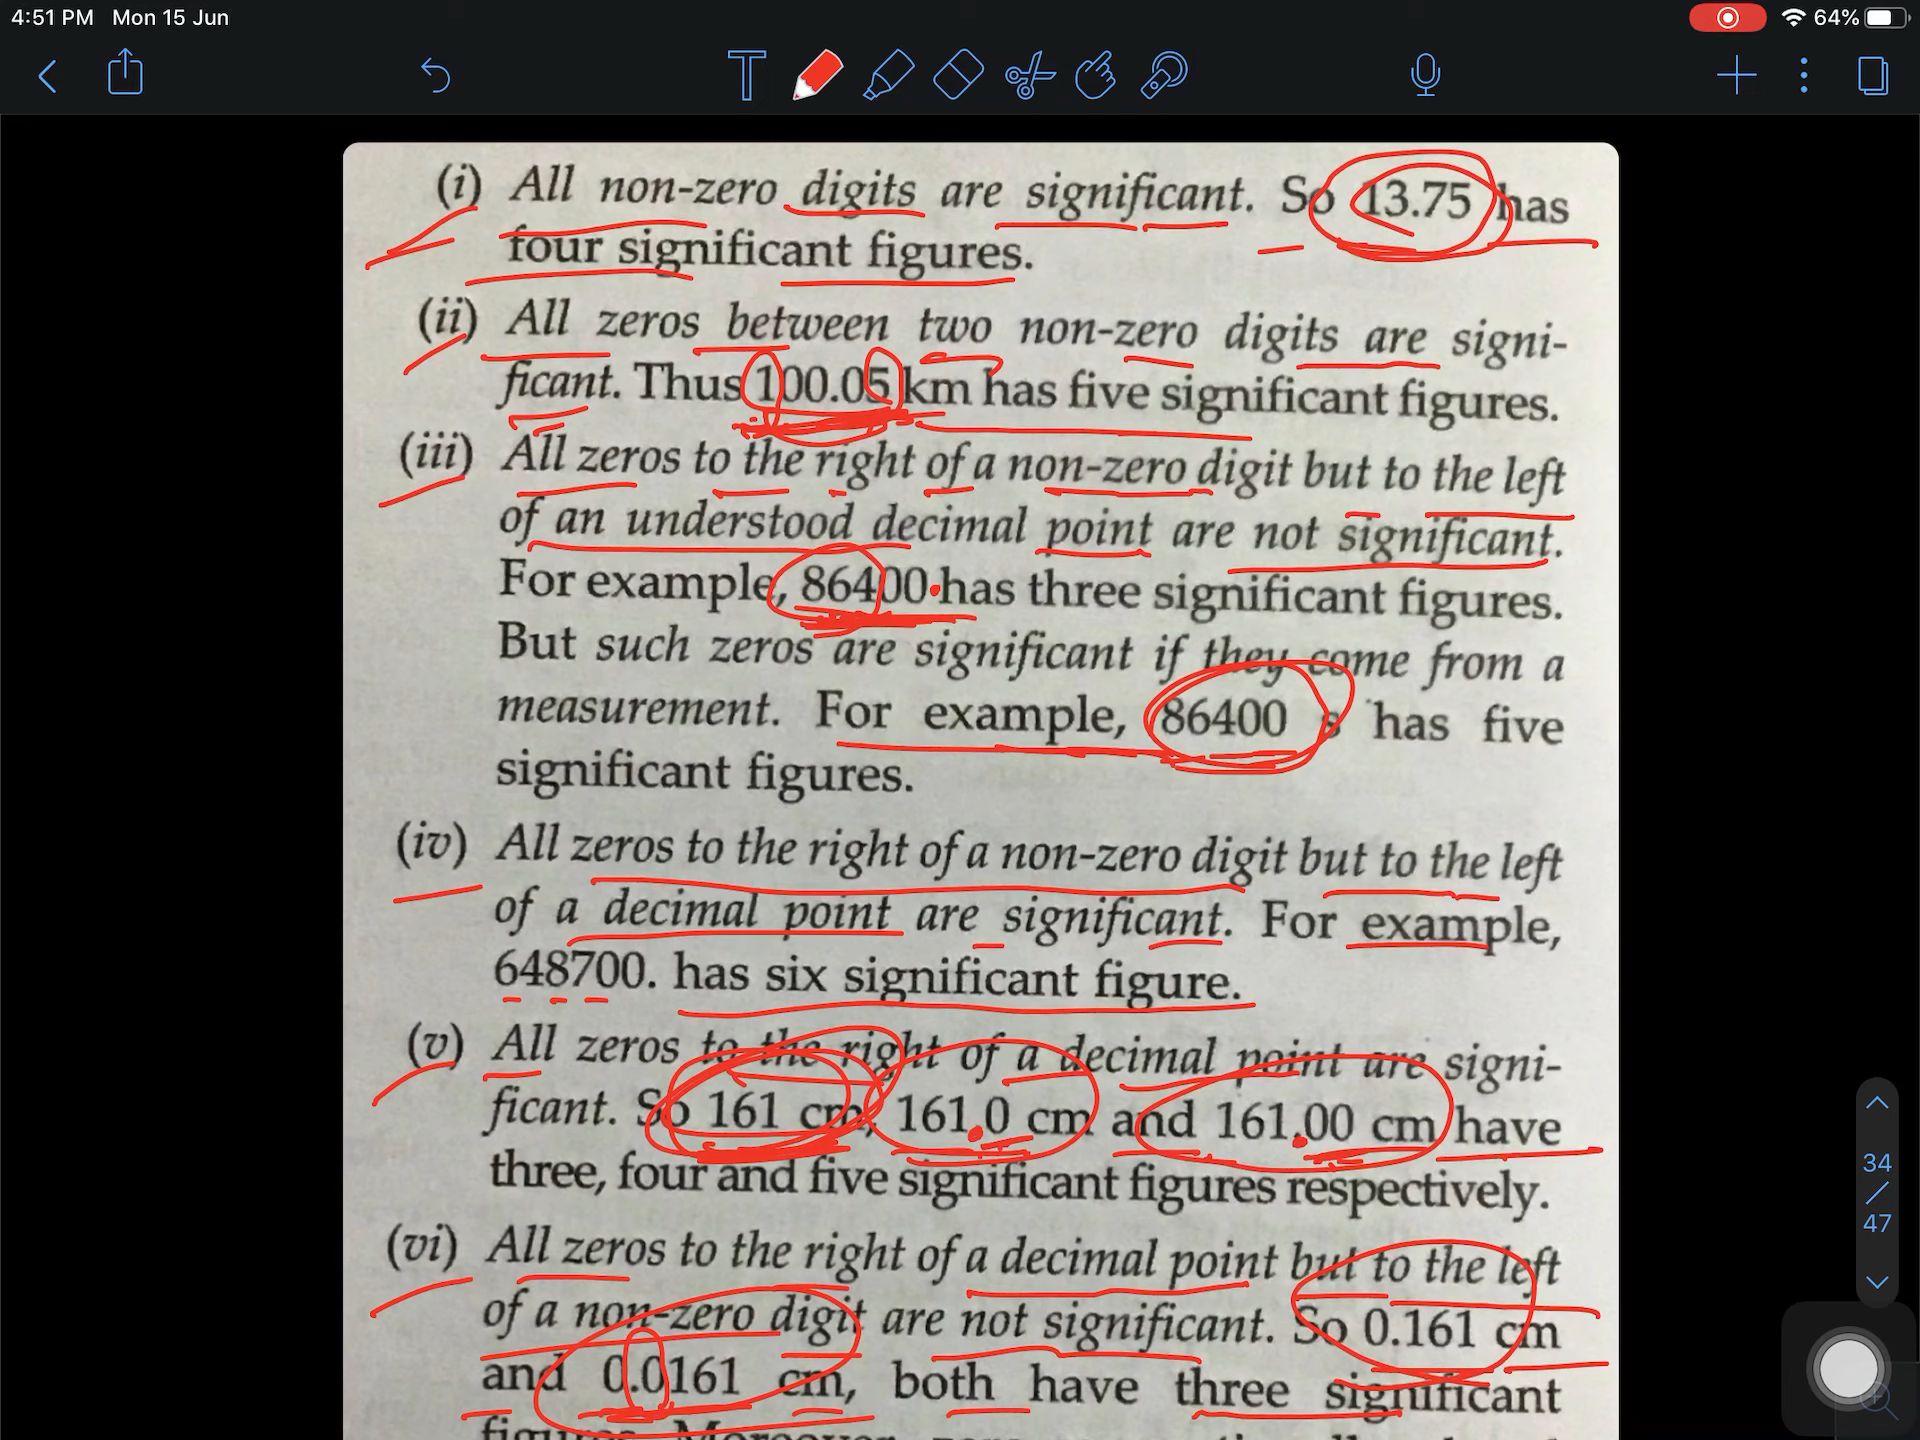 4:51 PM Mon 15 Jun
64%
(i) All non-zero digits are significant. So 13.75 has
four significant figures.
(ii) All zeros between two non-zero digits are signi-
ficant. Thus 100.05 km has five significant figures.
(iii) All zeros to the right of a non-zero digit but to the left
of an understood decimal point are not significant.
For example, 86400 has three significant figures.
But such zeros are significant if they come from a
measurement. For example, 86400 s has five
significant figures.
(iv) All zeros to the right of a non-zero digit but to the left
of a decimal point are significant. For example,
648700. has six significant figure.
(v) All zeros to the right of a decimal point are signi-
ficant. So 161 cm, 161.0 cm and 161.00 cm have
three, four and five significant figures respectively.
(vi) All zeros to the right of a decimal point but to the left
of a non-zero digit are not significant. So 0.161 cm
and 0.0161 cm, both have three significant
34
/
47